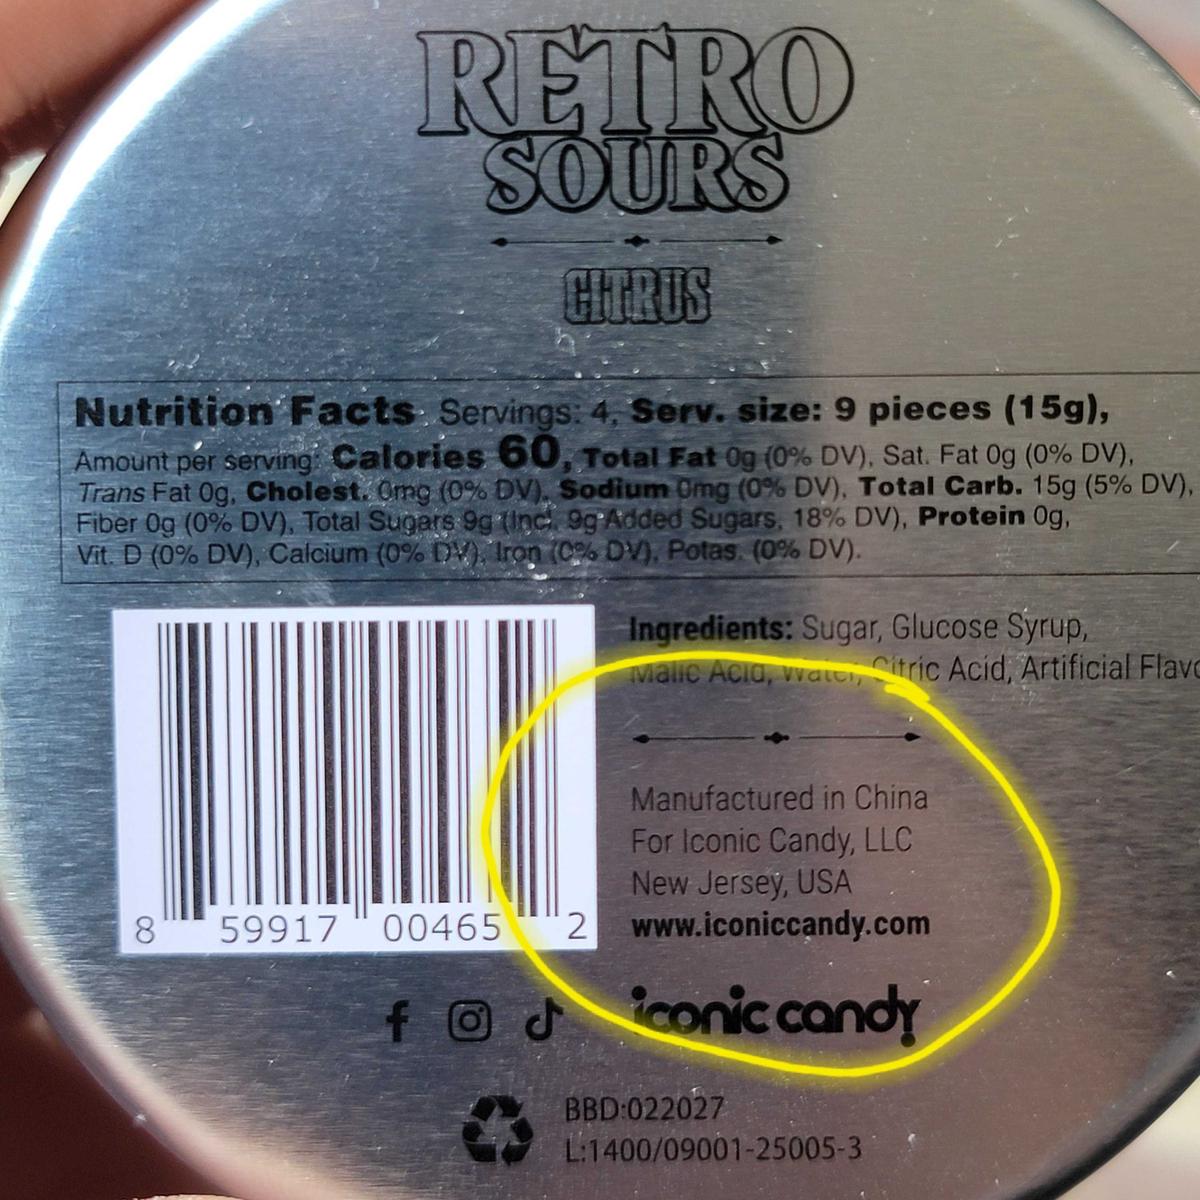 RETRO
SOURS
CITRUS
Nutrition Facts Servings: 4, Serv. size: 9 pieces (15g),
Amount per serving: Calories 60, Total Fat 0g (0% DV), Sat. Fat 0g (0% DV),
Trans Fat 0g, Cholest. 0mg (0% DV), Sodium 0mg (0% DV), Total Carb. 15g (5% DV),
Fiber 0g (0% DV), Total Sugars 9g (Incl. 9g Added Sugars, 18% DV), Protein 0g,
Vit. D (0% DV), Calcium (0% DV), Iron (0% DV), Potas. (0% DV).
Ingredients: Sugar, Glucose Syrup,
Malic Acid, Water, Citric Acid, Artificial
Manufactured in China
For Iconic Candy, LLC
New Jersey, USA
www.iconiccandy.com
8 59917 00465 2
iconic candy
BBD:022027
L:1400/09001-25005-3